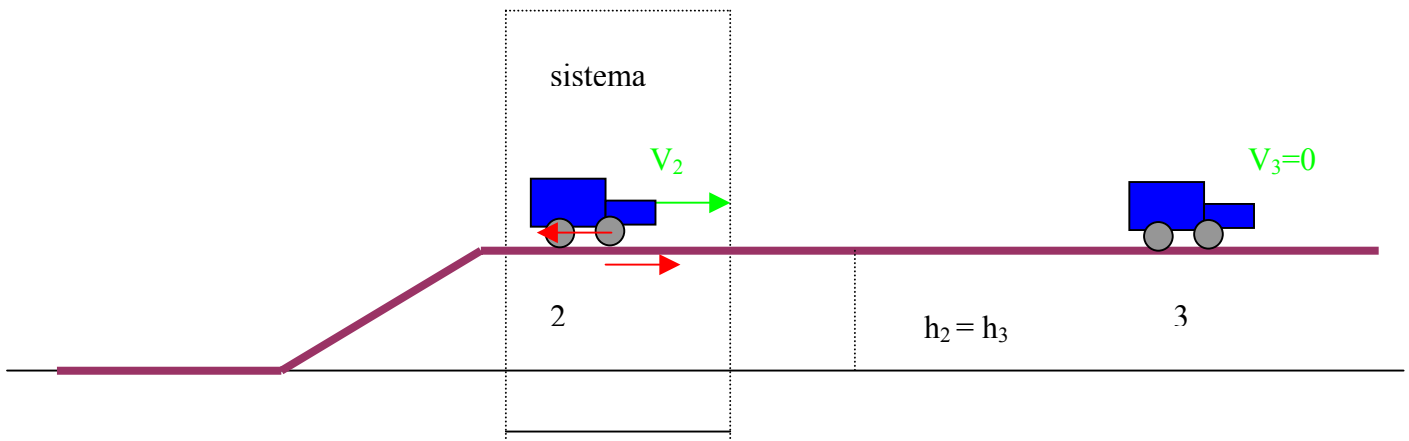 sistema
V₂
V₃=0
2
h₂ = h₃
3